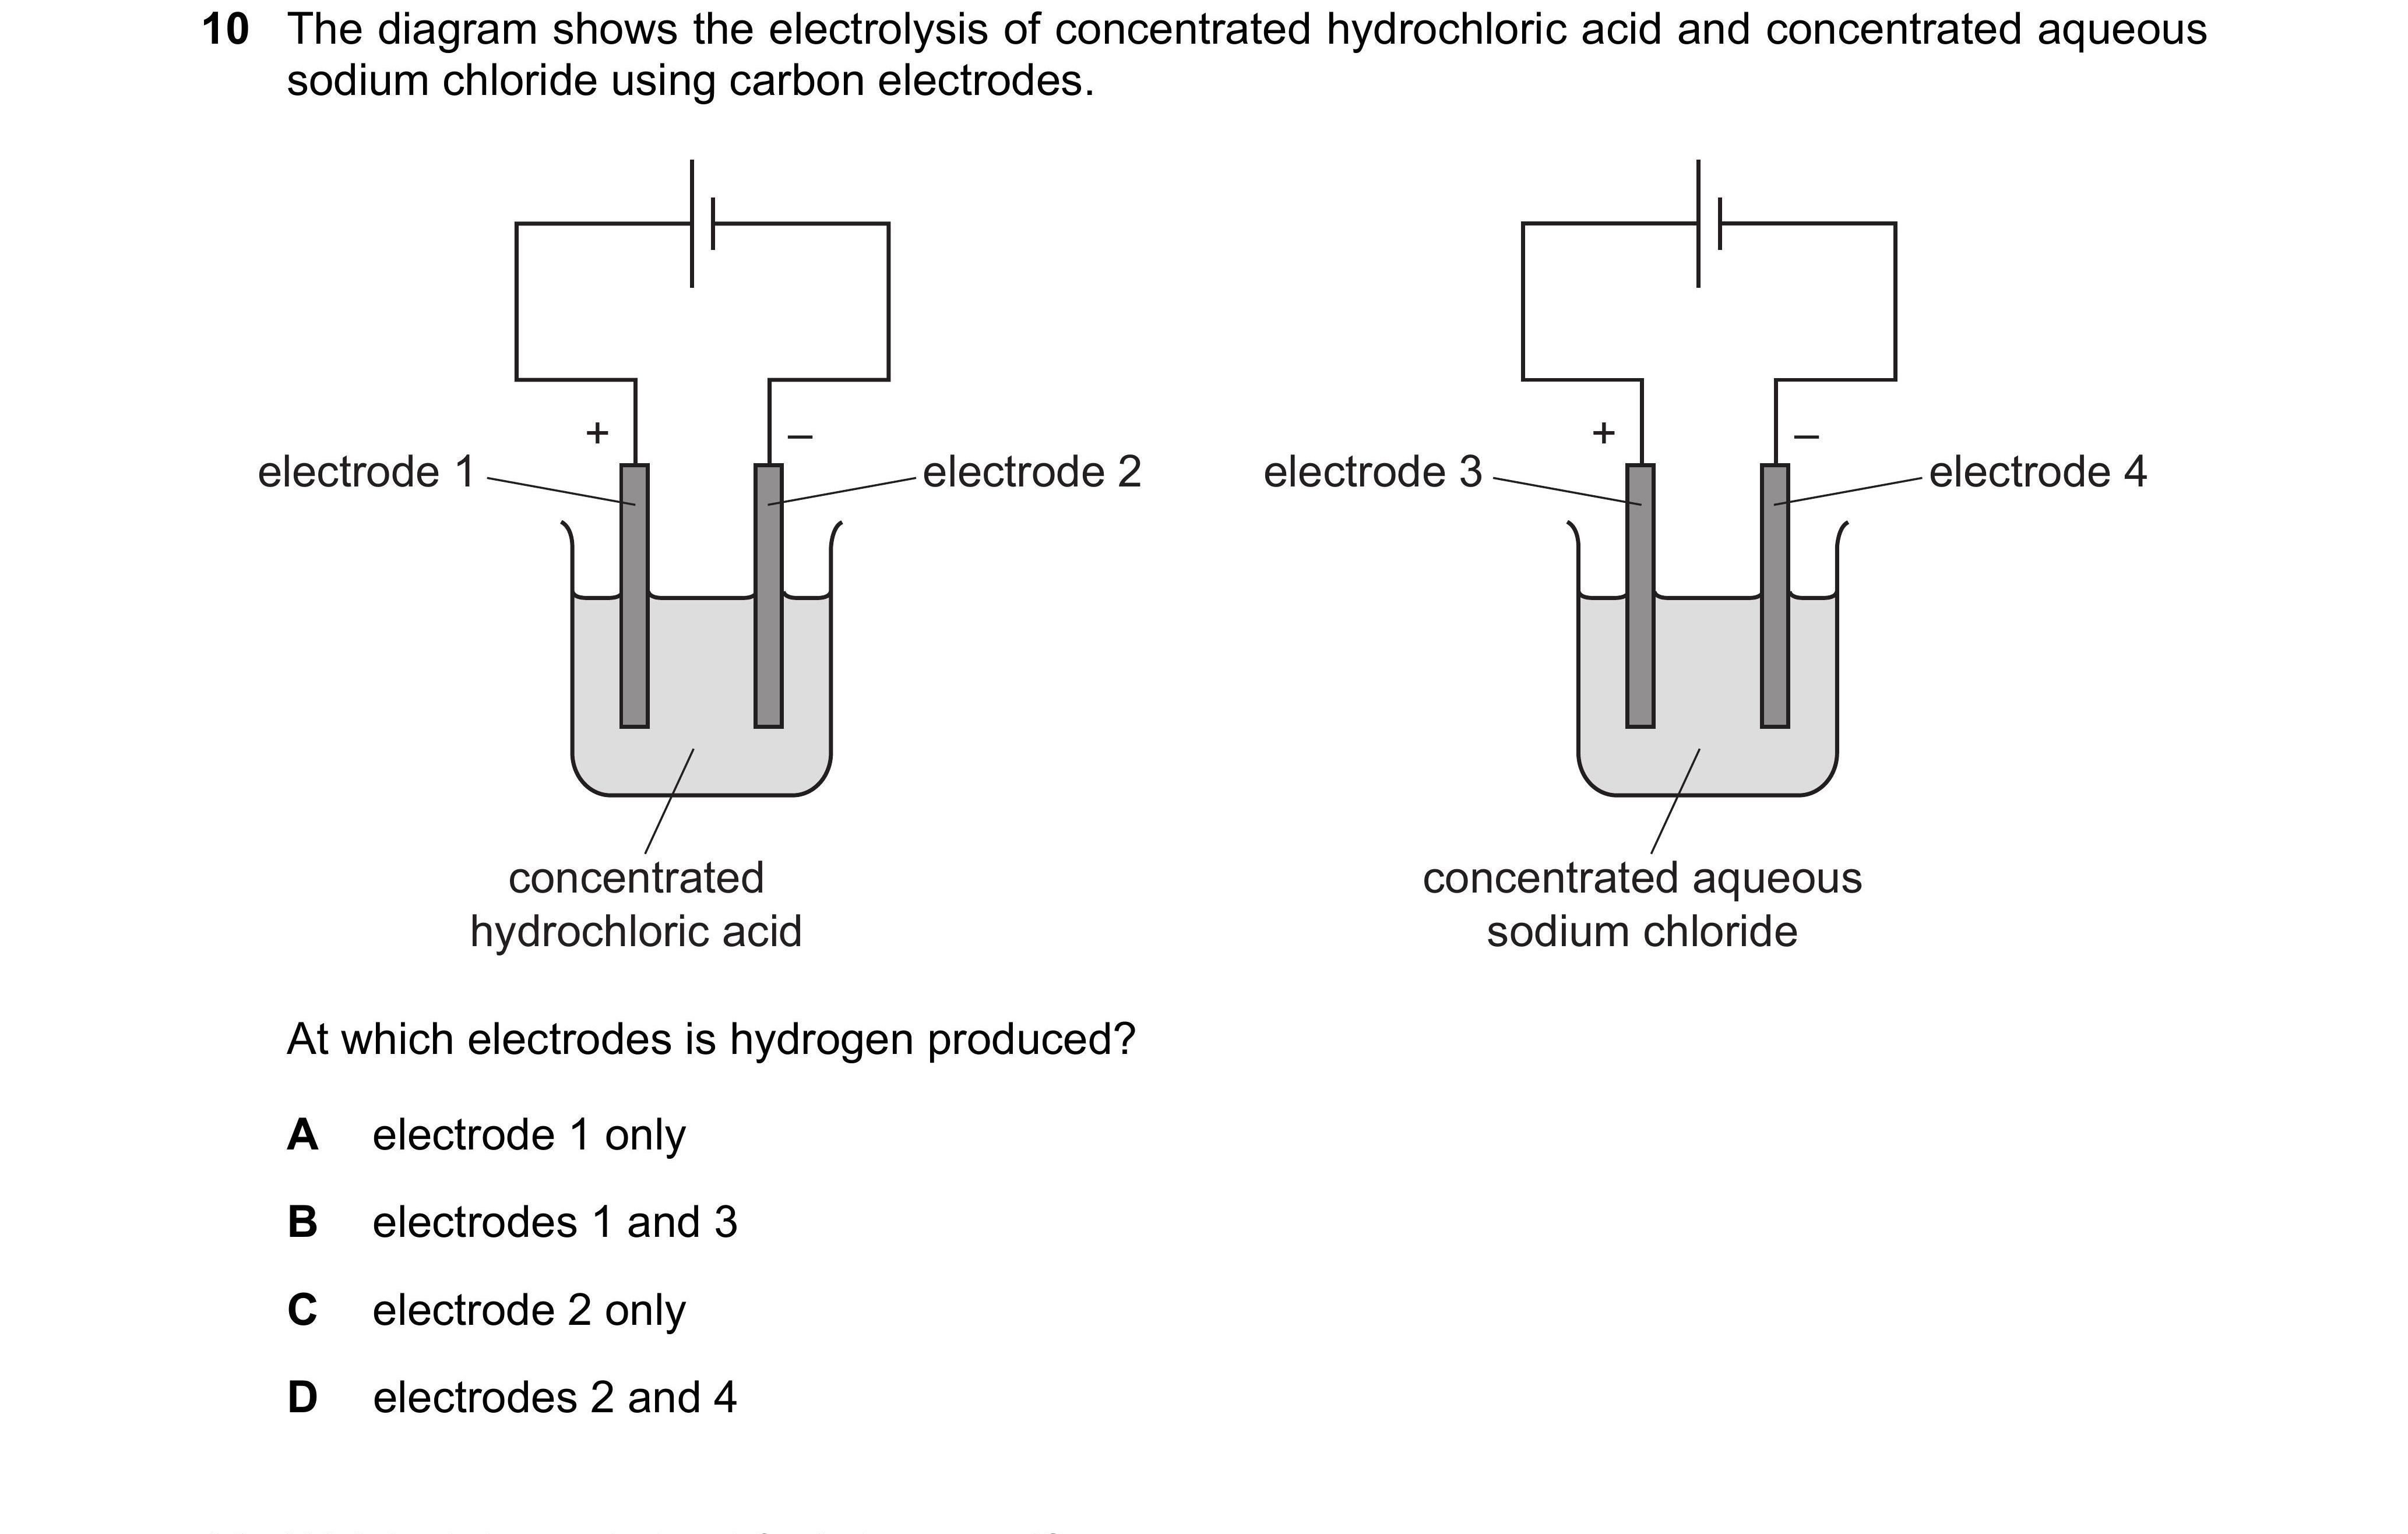 10 The diagram shows the electrolysis of concentrated hydrochloric acid and concentrated aqueous
sodium chloride using carbon electrodes.
+
–
+
–
electrode 1
electrode 2
electrode 3
electrode 4
concentrated
hydrochloric acid
concentrated aqueous
sodium chloride
At which electrodes is hydrogen produced?
A electrode 1 only
B electrodes 1 and 3
C electrode 2 only
D electrodes 2 and 4